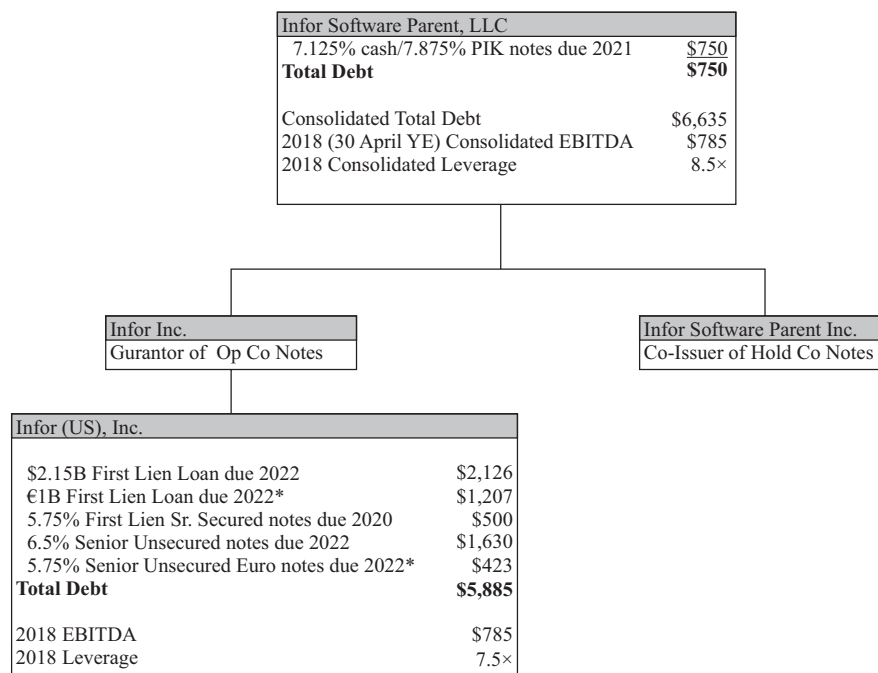 Infor Software Parent, LLC
7.125% cash/7.875% PIK notes due 2021 $750
Total Debt $750
Consolidated Total Debt $6,635
2018 (30 April YE) Consolidated EBITDA $785
2018 Consolidated Leverage 8.5×
Infor Inc.
Gurantor of Op Co Notes
Infor Software Parent Inc.
Co-Issuer of Hold Co Notes
Infor (US), Inc.
$2.15B First Lien Loan due 2022 $2,126
€1B First Lien Loan due 2022* $1,207
5.75% First Lien Sr. Secured notes due 2020 $500
6.5% Senior Unsecured notes due 2022 $1,630
5.75% Senior Unsecured Euro notes due 2022* $423
Total Debt $5,885
2018 EBITDA $785
2018 Leverage 7.5×